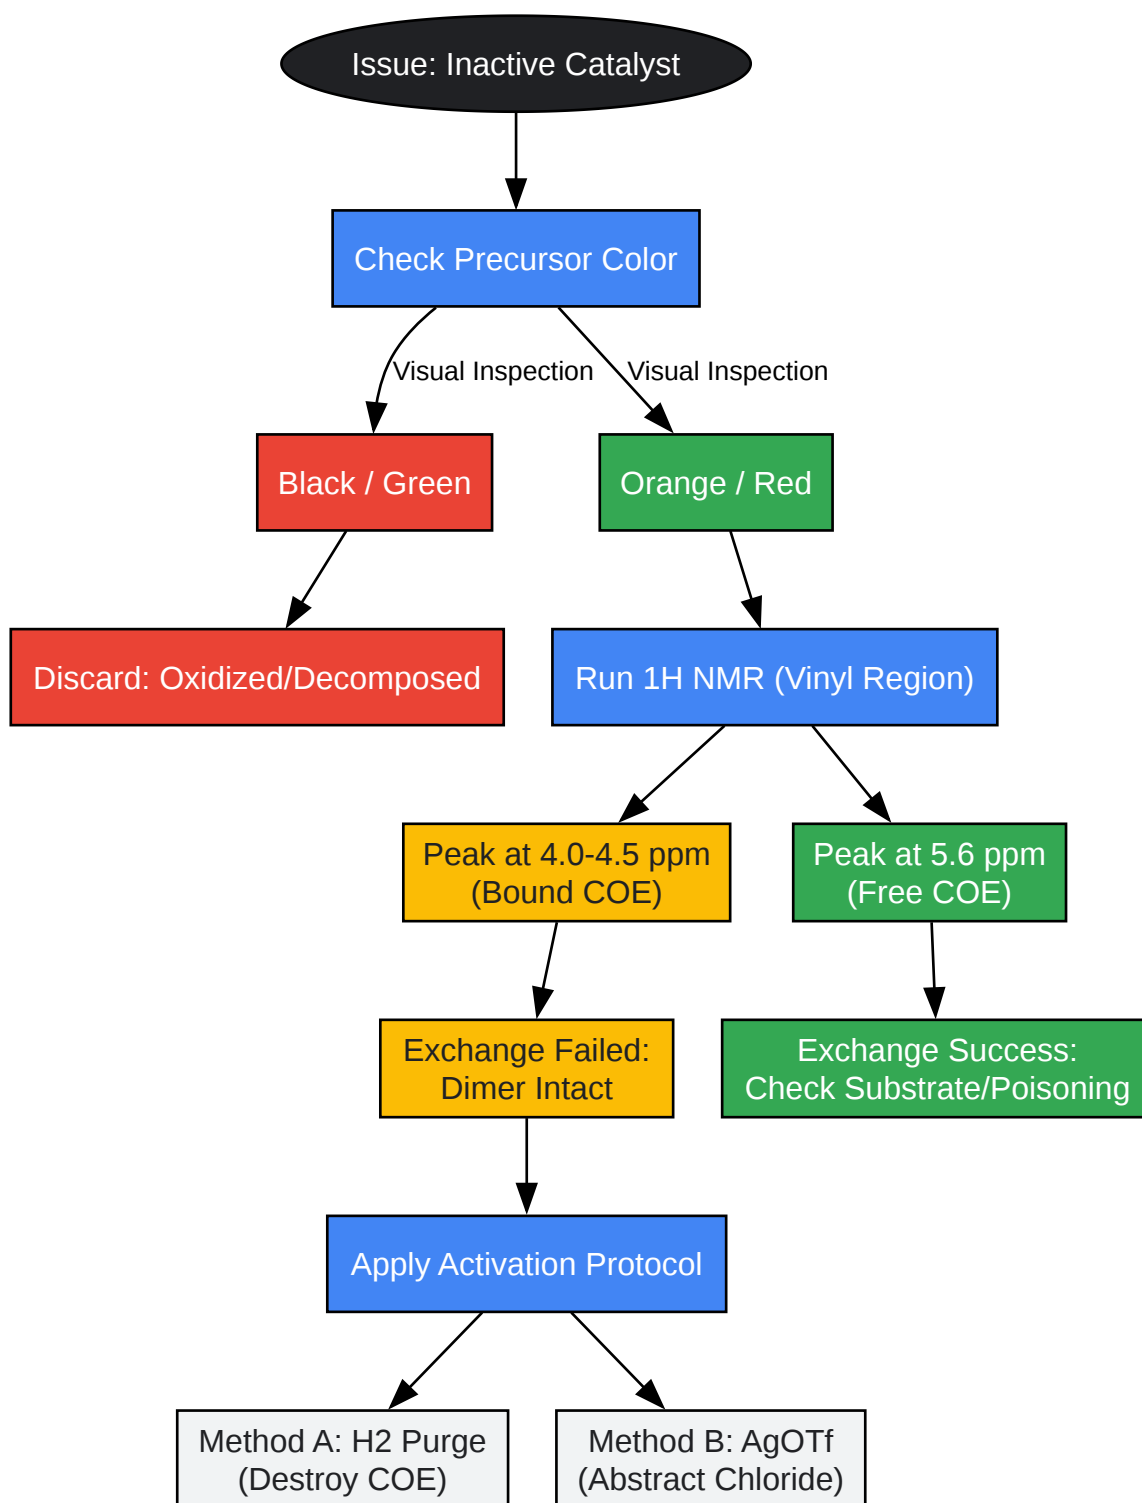 Issue: Inactive Catalyst
Check Precursor Color
Visual Inspection
Visual Inspection
Black / Green
Orange / Red
Discard: Oxidized/Decomposed
Run 1H NMR (Vinyl Region)
Peak at 4.0-4.5 ppm
(Bound COE)
Peak at 5.6 ppm
(Free COE)
Exchange Failed:
Dimer Intact
Exchange Success:
Check Substrate/Poisoning
Apply Activation Protocol
Method A: H2 Purge
(Destroy COE)
Method B: AgOTf
(Abstract Chloride)